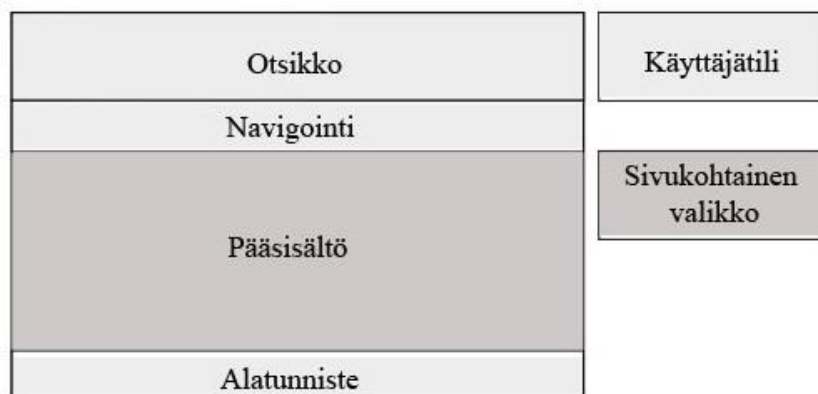 Otsikko
Käyttäjätili
Navigointi
Sivukohtainen
valikko
Pääsisältö
Alatunniste